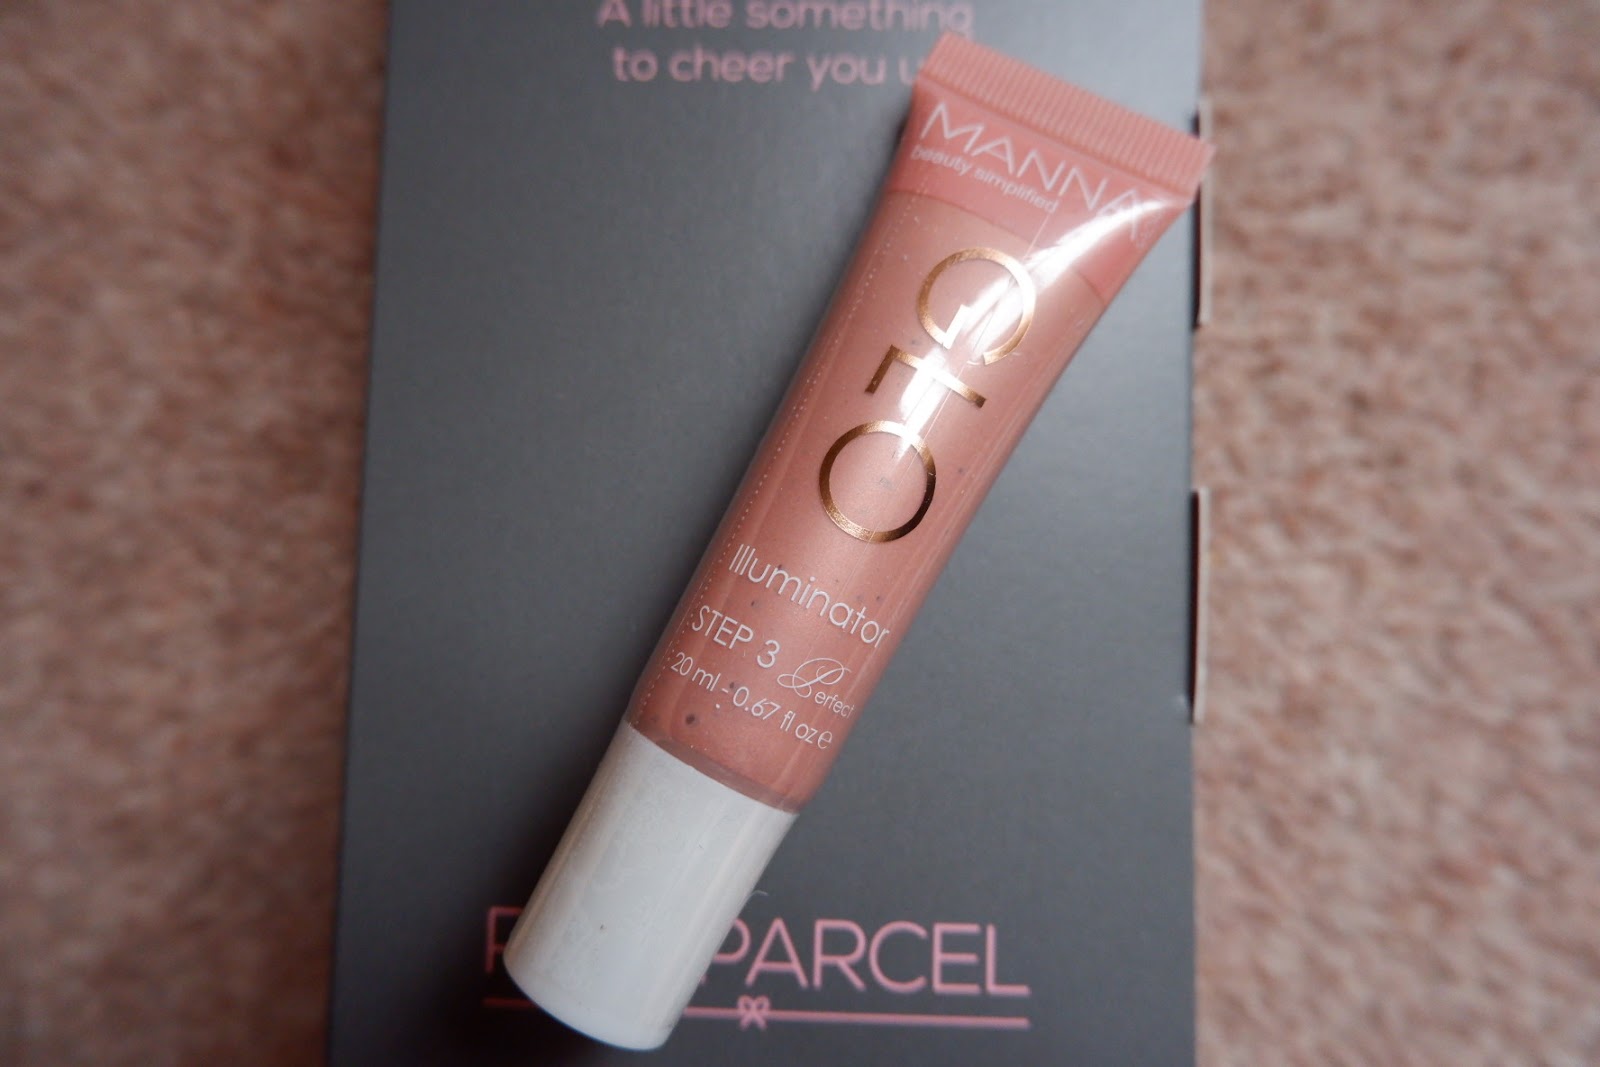 A little something
to cheer you
MANNA
beauty simplified
GEO
Illuminator
STEP 3 Perfect
20 ml - 0.67 fl oz e
PARCEL